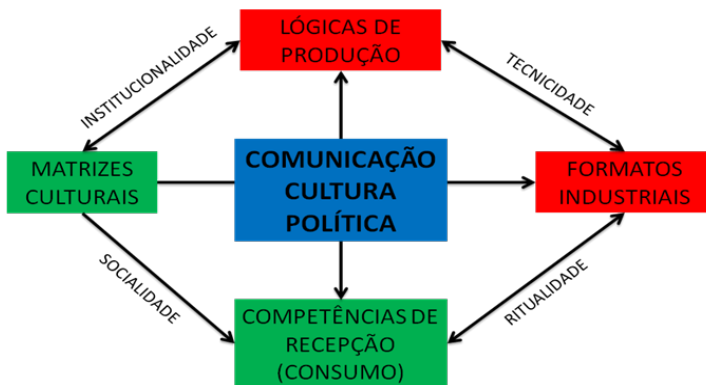 LÓGICAS DE
PRODUÇÃO
INSTITUCIONALIDADE
TECNICIDADE
MATRIZES
CULTURAIS
COMUNICAÇÃO
CULTURA
POLÍTICA
FORMATOS
INDUSTRIAIS
SOCIALIDADE
RITUALIDADE
COMPETÊNCIAS DE
RECEPÇÃO
(CONSUMO)